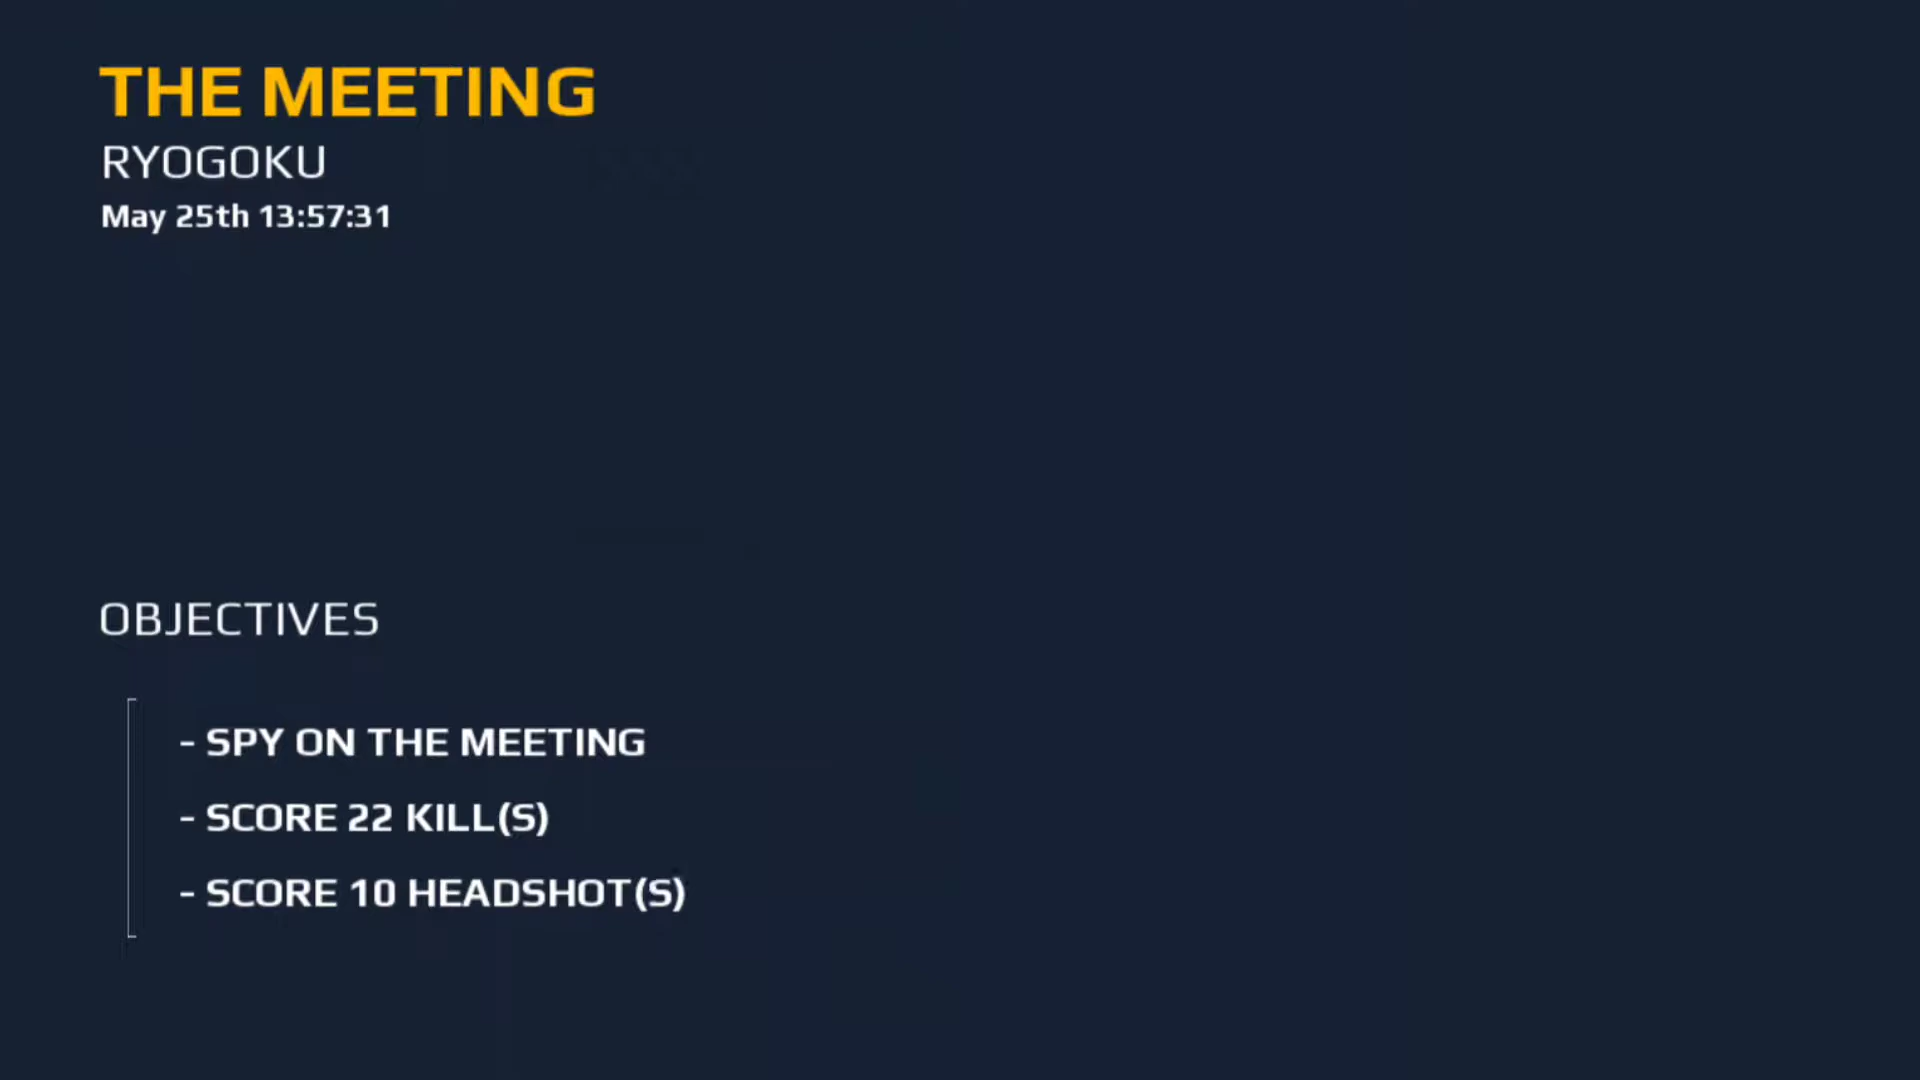 THE MEETING
RYOGOKU
May 25th 13:57:31
OBJECTIVES
- SPY ON THE MEETING
- SCORE 22 KILL(S)
- SCORE 10 HEADSHOT(S)